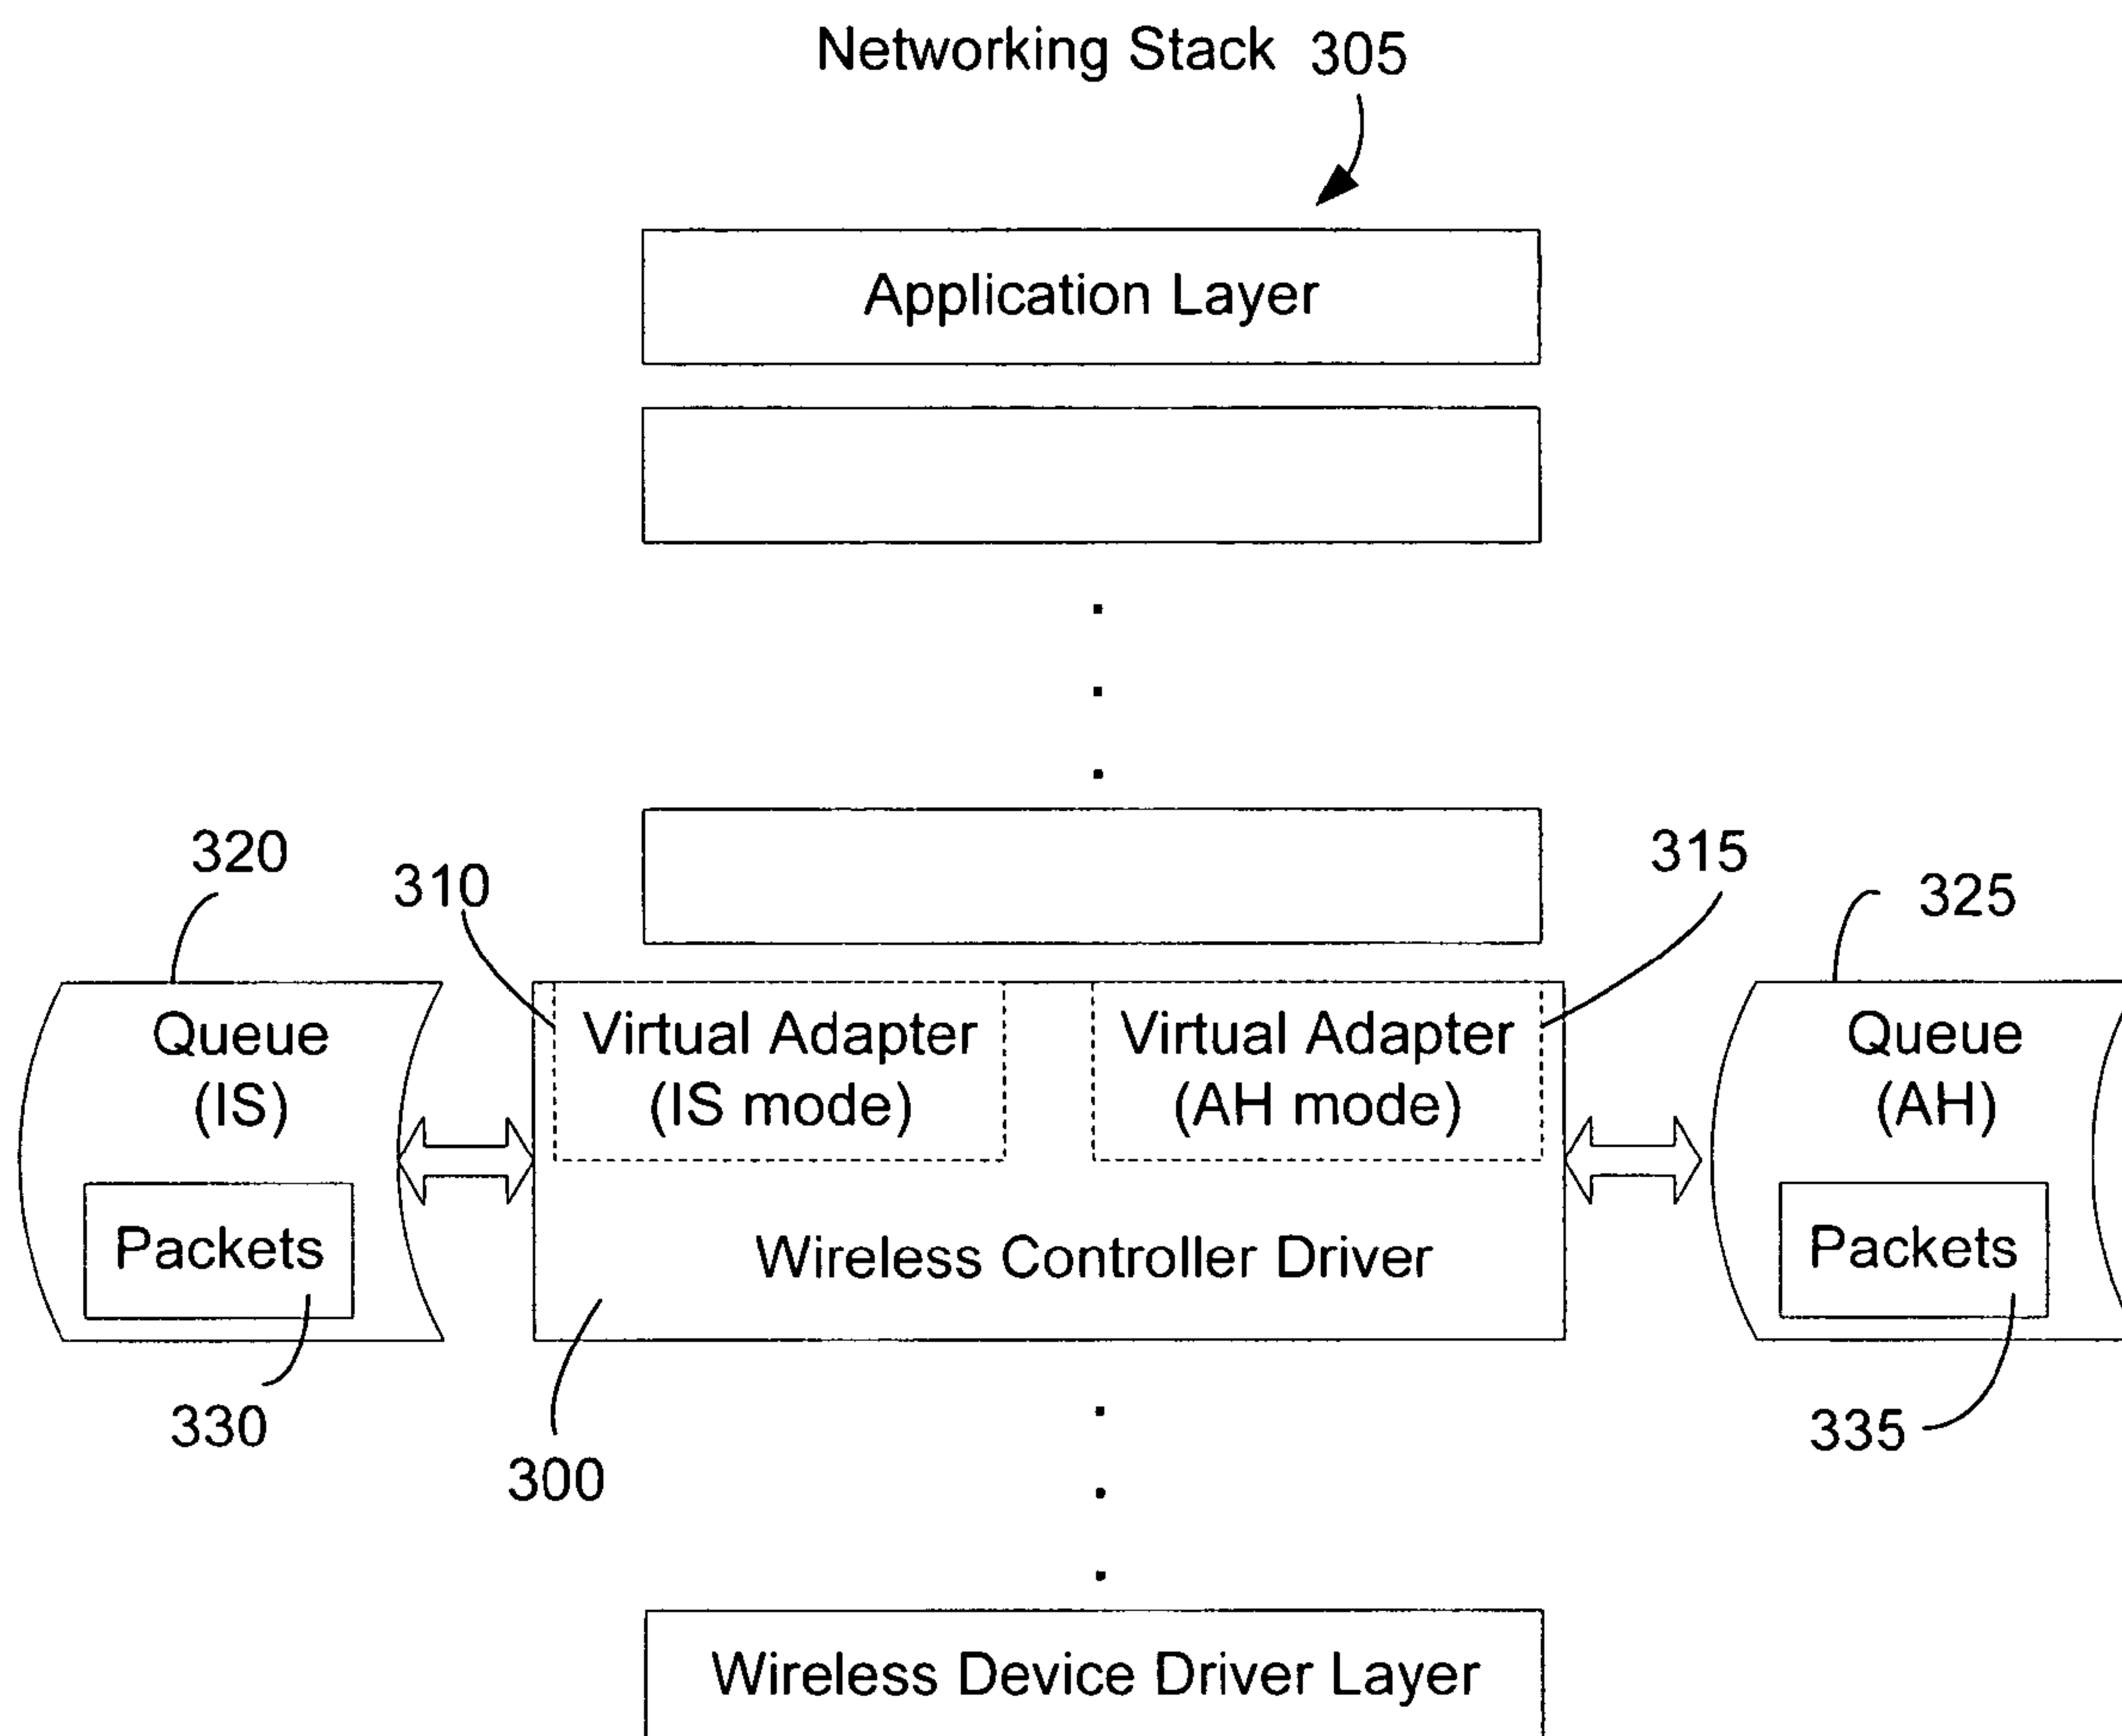 Networking Stack 305
Application Layer
320
310
315
325
Queue
(IS)
Virtual Adapter
(IS mode)
Virtual Adapter
(AH mode)
Queue
(AH)
Packets
Wireless Controller Driver
Packets
330
300
335
Wireless Device Driver Layer